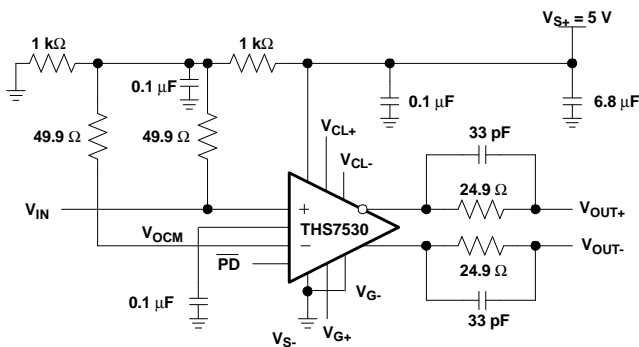 V_S+ = 5 V
1 kΩ
1 kΩ
0.1 μF
0.1 μF
6.8 μF
49.9 Ω
49.9 Ω
V_CL+
V_CL-
33 pF
24.9 Ω
V_IN
V_OUT+
+
THS7530
V_OCM
−
V_OUT-
P̅D̅
24.9 Ω
V_G-
0.1 μF
33 pF
V_S-
V_G+